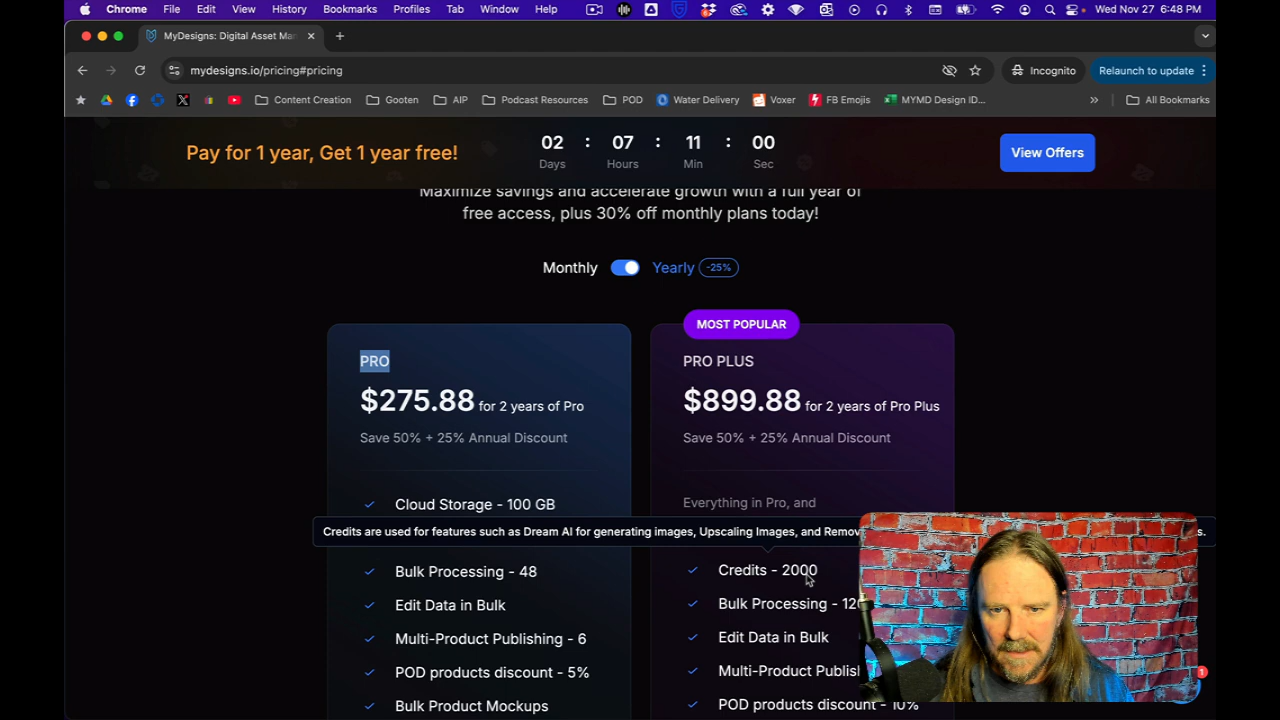 Chrome File Edit View History Bookmarks Profiles Tab Window Help Wed Nov 27 6:48 PM
MyDesigns: Digital Asset Man
mydesigns.io/pricing#pricing Incognito Relaunch to update
Content Creation Gooten AIP Podcast Resources POD Water Delivery Voxer FB Emojis MYMD Design ID... All Bookmarks
Pay for 1 year, Get 1 year free! 02 : 07 : 11 : 00 View Offers
Days Hours Min Sec
Maximize savings and accelerate growth with a full year of
free access, plus 30% off monthly plans today!
Monthly Yearly -25%
MOST POPULAR
PRO
$275.88 for 2 years of Pro
Save 50% + 25% Annual Discount
Cloud Storage - 100 GB
Bulk Processing - 48
Edit Data in Bulk
Multi-Product Publishing - 6
POD products discount - 5%
Bulk Product Mockups
PRO PLUS
$899.88 for 2 years of Pro Plus
Save 50% + 25% Annual Discount
Everything in Pro, and
Credits are used for features such as Dream AI for generating images, Upscaling Images, and Remov s.
Credits - 2000
Bulk Processing - 120
Edit Data in Bulk
Multi-Product Publis
POD products discount - 10%
1